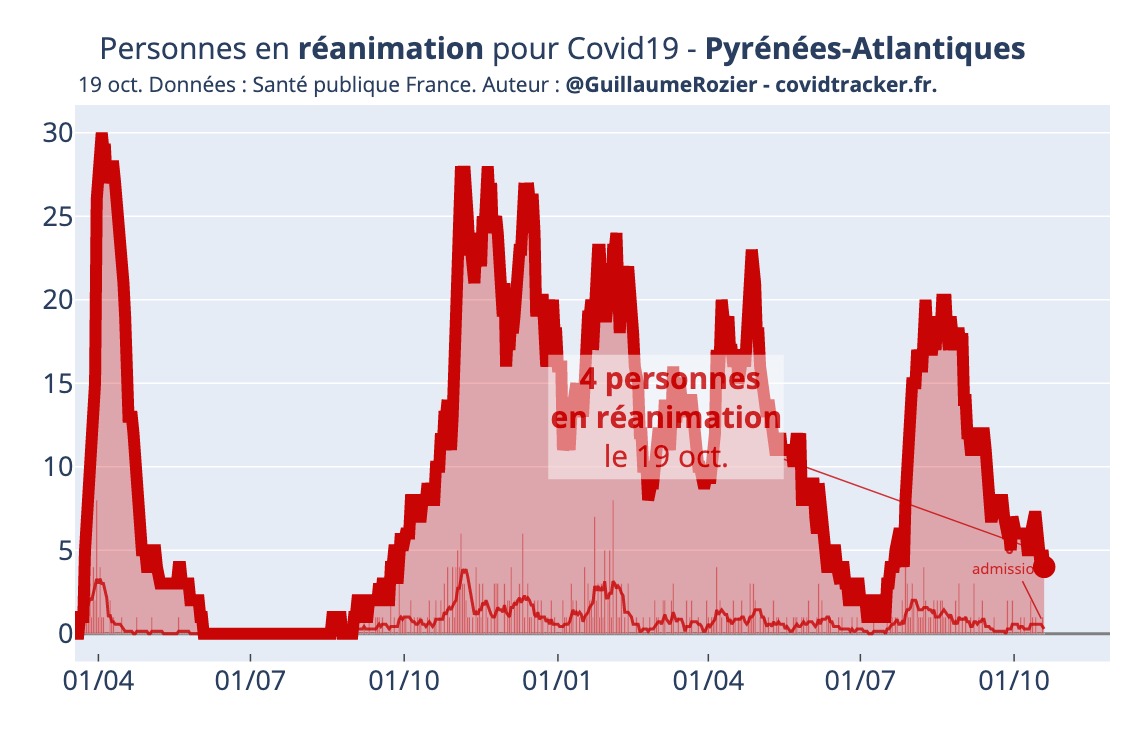 Personnes en réanimation pour Covid19 - Pyrénées-Atlantiques
19 oct. Données : Santé publique France. Auteur : @GuillaumeRozier - covidtracker.fr.
30
25
20
15
10
5
0
4 personnes
en réanimation
le 19 oct.
admissio
01/04 01/07 01/10 01/01 01/04 01/07 01/10